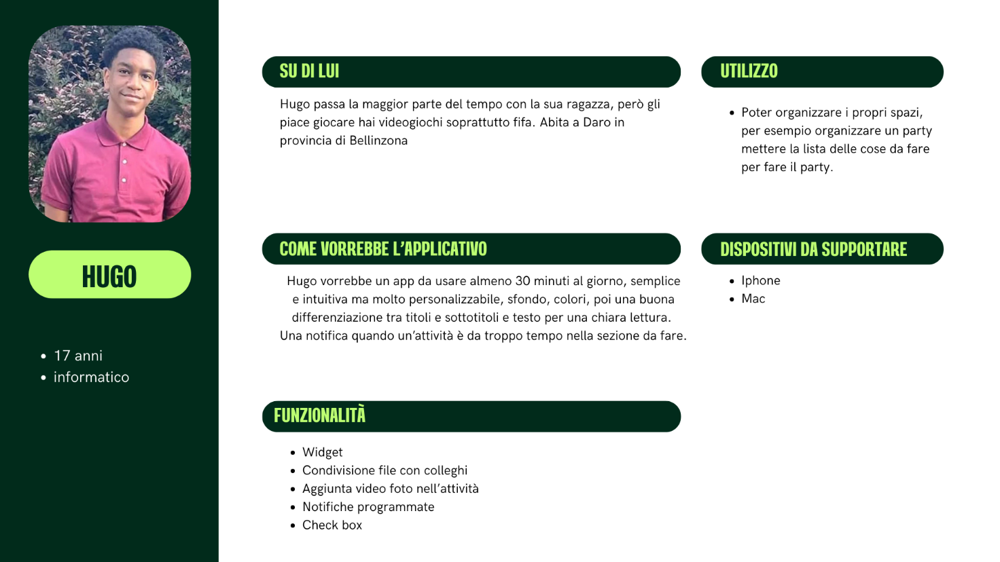 HUGO
17 anni
informatico
SU DI LUI
Hugo passa la maggior parte del tempo con la sua ragazza, però gli
piace giocare hai videogiochi soprattutto fifa. Abita a Daro in
provincia di Bellinzona
UTILIZZO
Poter organizzare i propri spazi,
per esempio organizzare un party
mettere la lista delle cose da fare
per fare il party.
COME VORREBBE L'APPLICATIVO
Hugo vorrebbe un app da usare almeno 30 minuti al giorno, semplice
e intuitiva ma molto personalizzabile, sfondo, colori, poi una buona
differenziazione tra titoli e sottotitoli e testo per una chiara lettura.
Una notifica quando un'attività è da troppo tempo nella sezione da fare.
DISPOSITIVI DA SUPPORTARE
Iphone
Mac
FUNZIONALITÀ
Widget
Condivisione file con colleghi
Aggiunta video foto nell'attività
Notifiche programmate
Check box